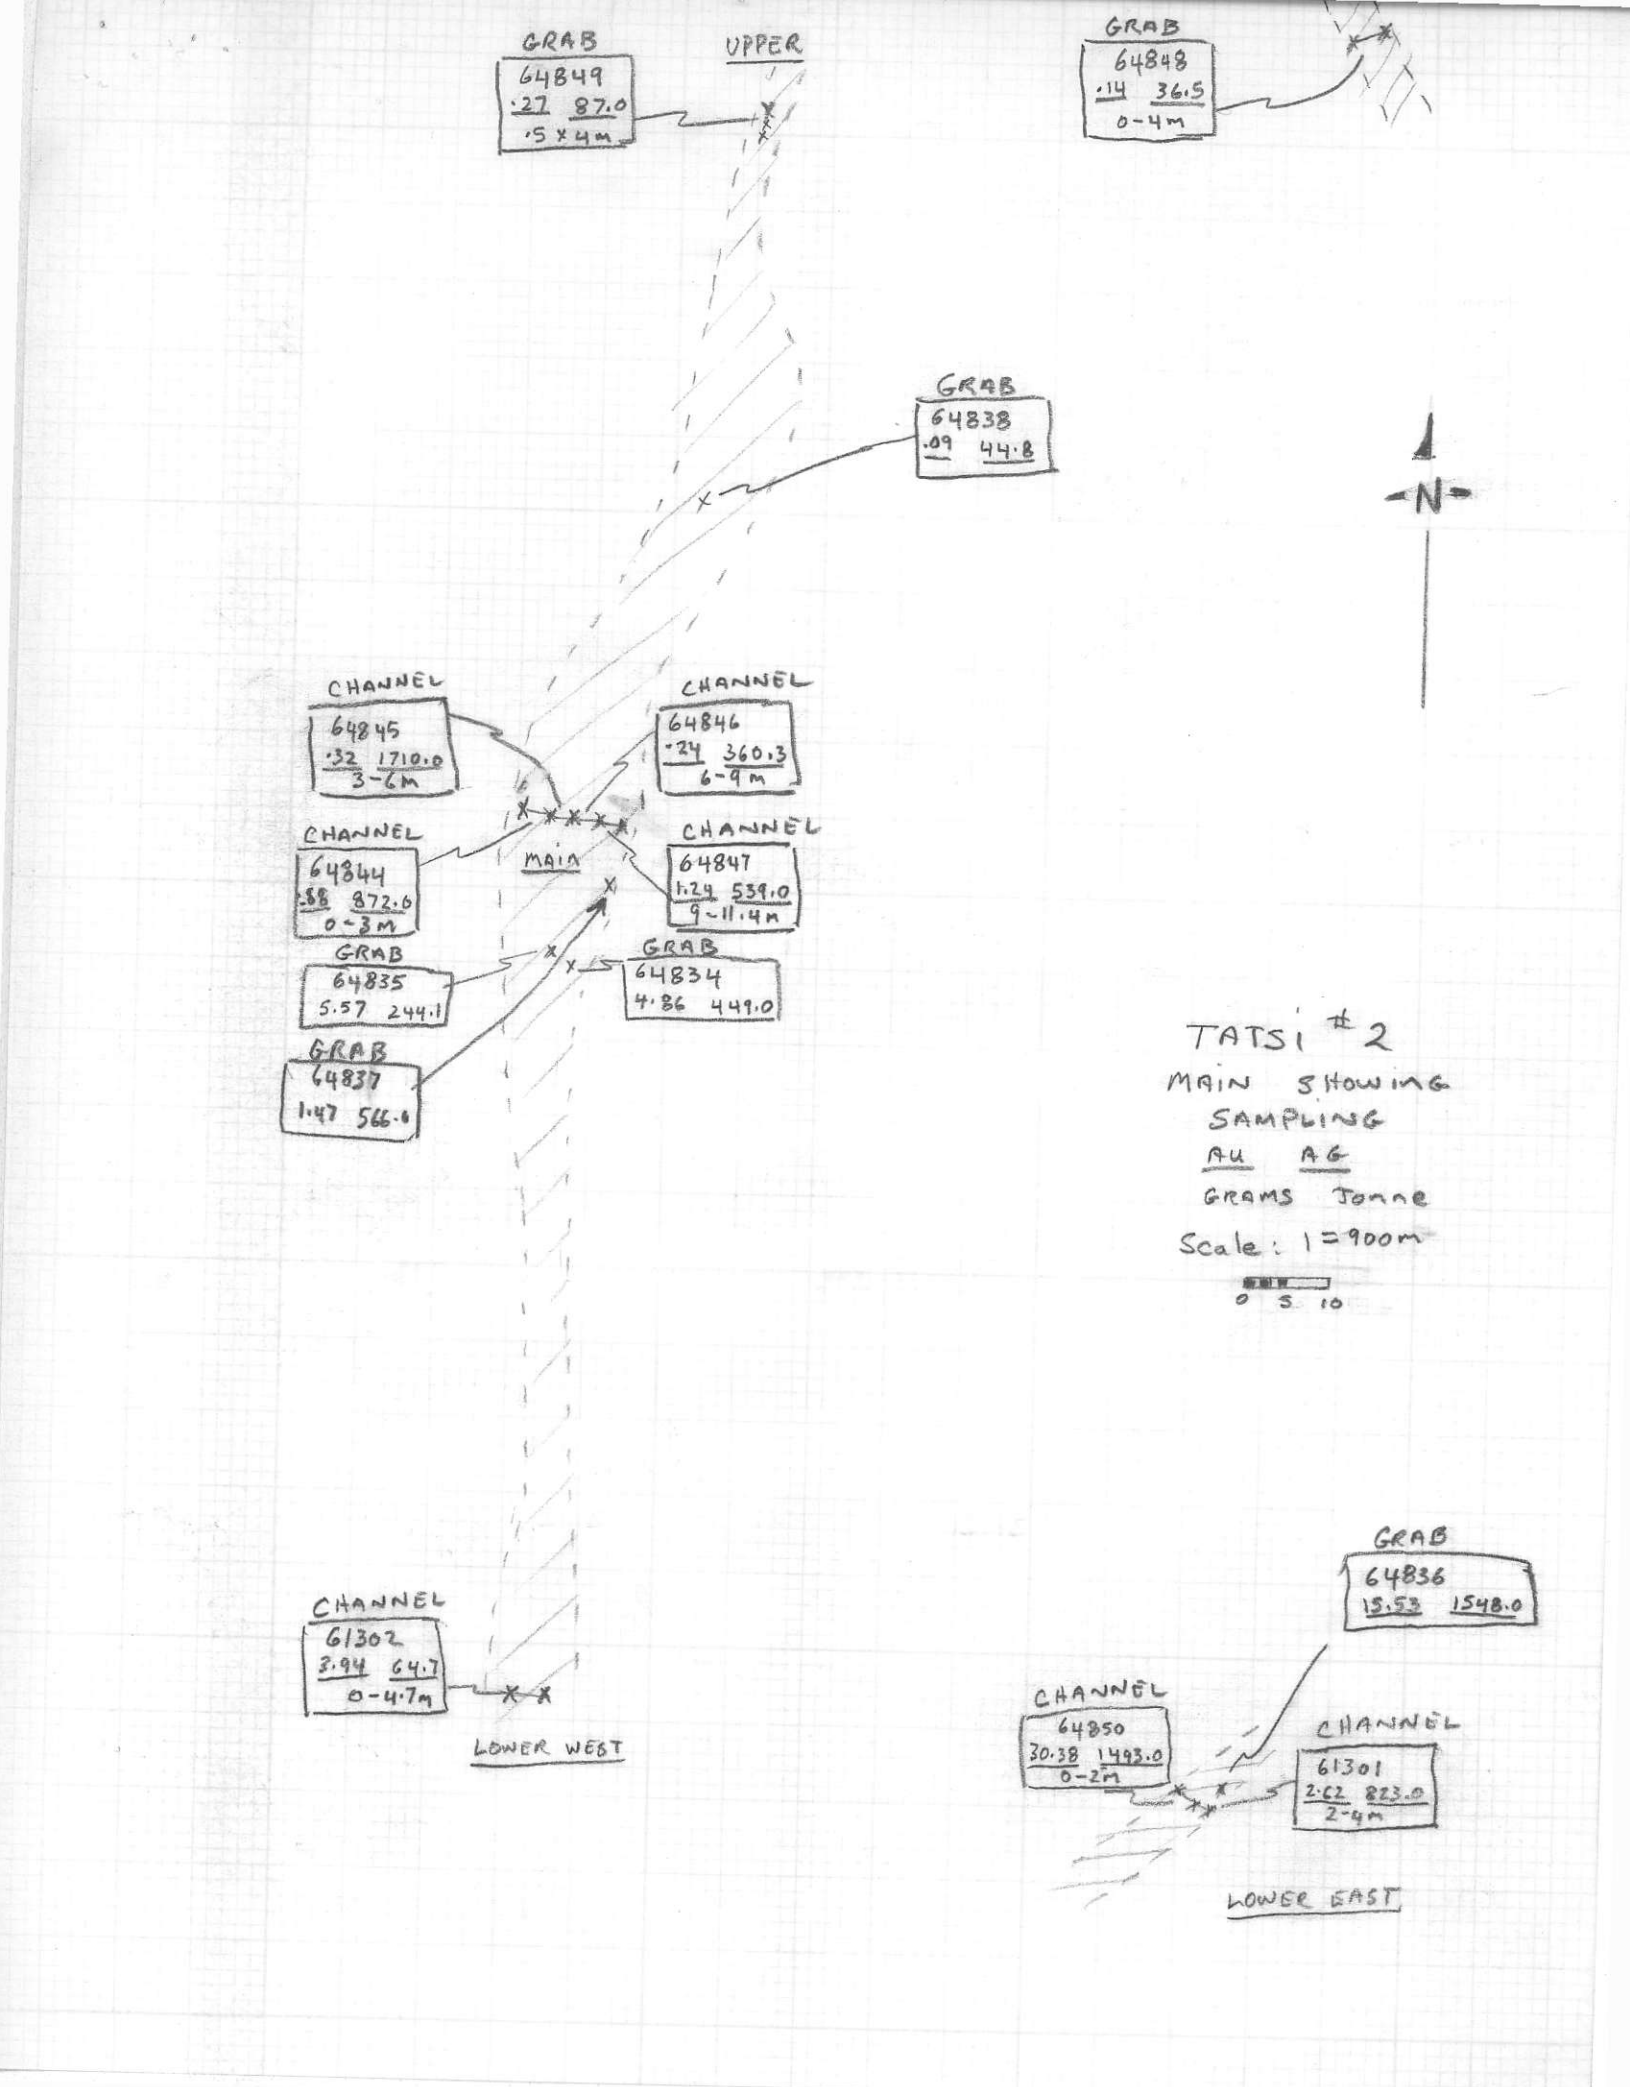 GRAB
64849
.27 87.0
.5 x 4m
UPPER
GRAB
64848
.14 36.5
0-4m
GRAB
64838
.09 44.8
-N-
CHANNEL
64845
.32 1710.0
3-6m
CHANNEL
64846
.24 360.3
6-9m
CHANNEL
64844
.88 872.0
0-3m
MAIN
CHANNEL
64847
1.24 539.0
9-11.4m
GRAB
64835
5.57 244.1
GRAB
64834
4.86 449.0
GRAB
64837
1.47 566.0
TATSI #2
MAIN SHOWING
SAMPLING
AU AG
GRAMS Tonne
Scale: 1=900m
0 5 10
GRAB
64836
15.53 1548.0
CHANNEL
61302
3.94 64.7
0-4.7m
LOWER WEST
CHANNEL
64850
30.38 1493.0
0-2m
CHANNEL
61301
2.62 823.0
2-4m
LOWER EAST